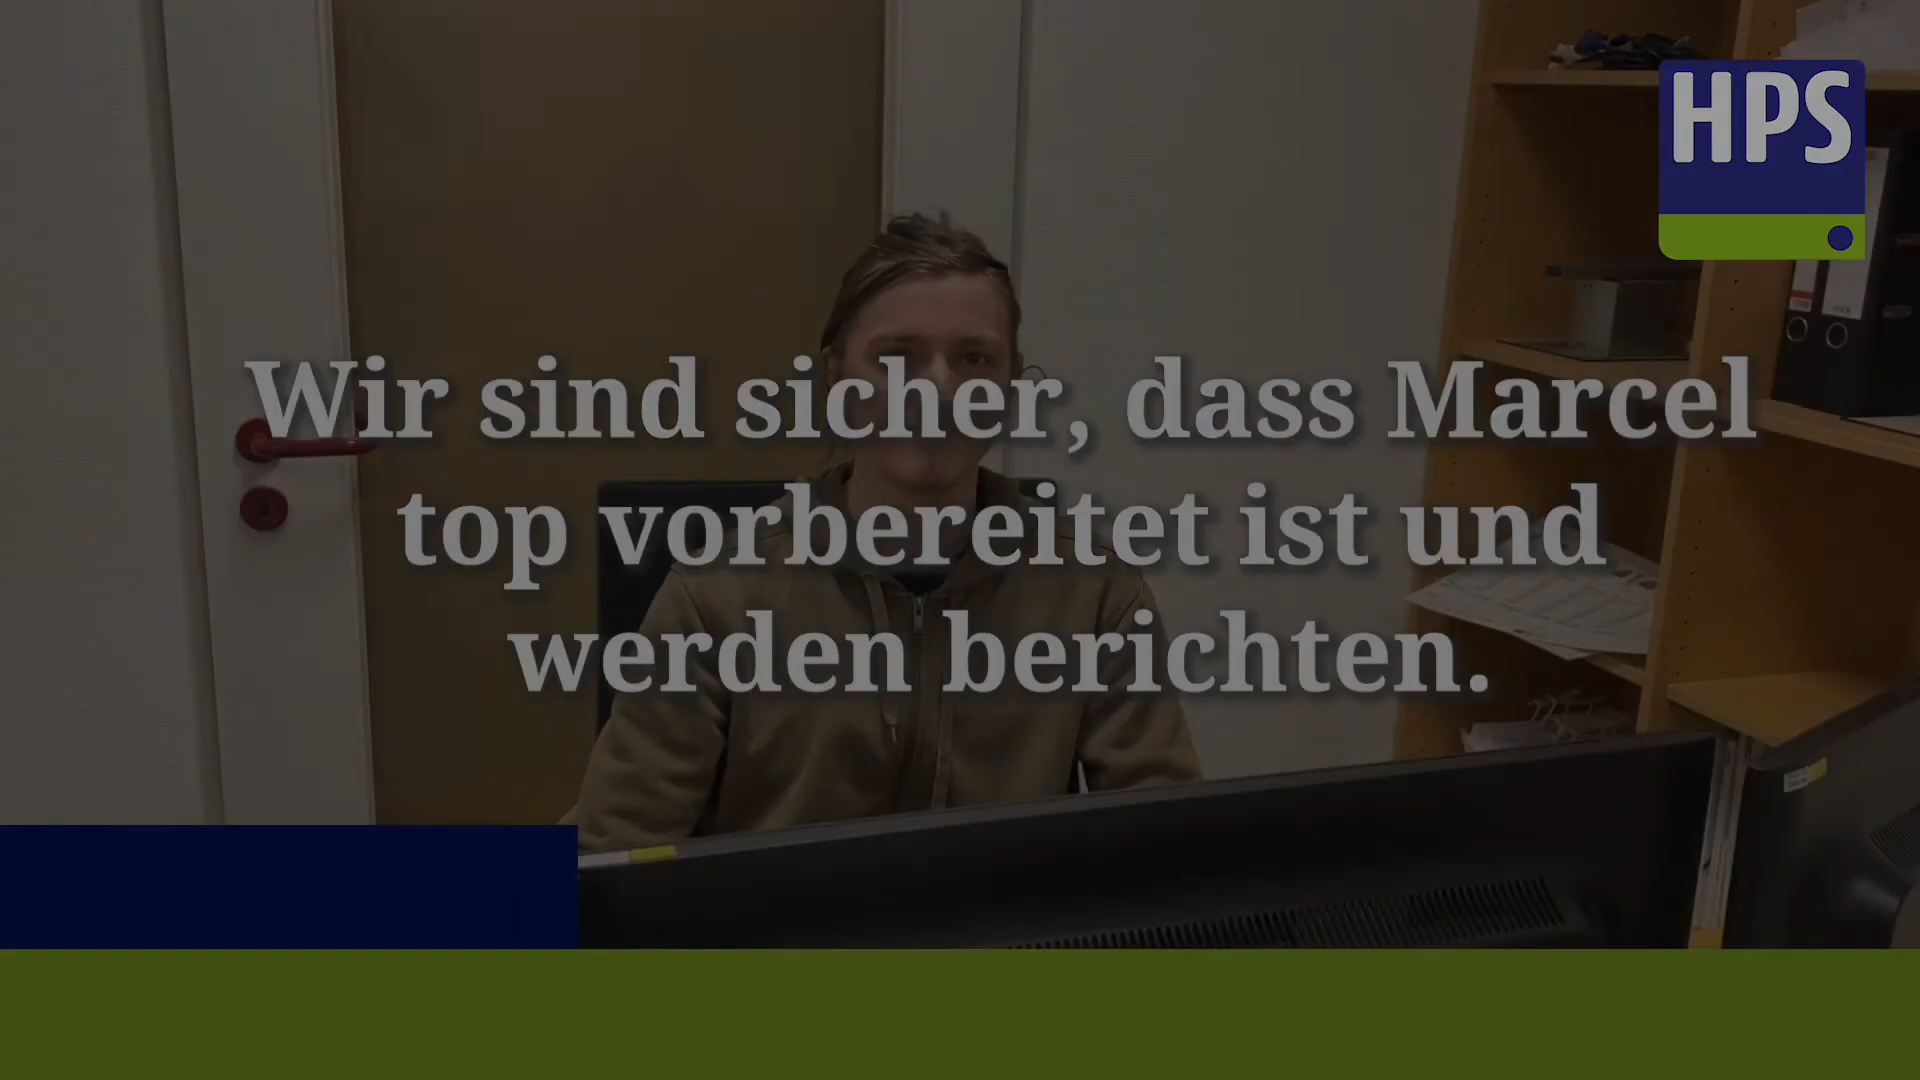 HPS
Wir sind sicher, dass Marcel
top vorbereitet ist und
werden berichten.